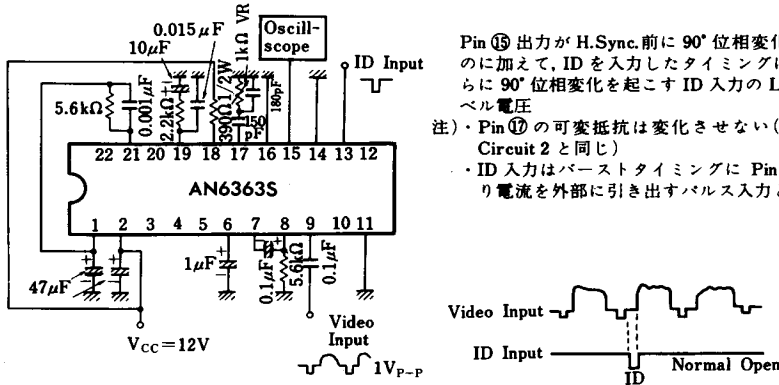 0.015μF
10μF
1kΩ VR
Oscill-
scope
ID Input
5.6kΩ
0.001μF
2.2kΩ
390Ω 1/2W
150
pF
180pF
22 21 20 19 18 17 16 15 14 13 12
AN6363S
1 2 3 4 5 6 7 8 9 10 11
47μF
1μF
0.1μF
5.6kΩ
0.1μF
VCC=12V
Video
Input
1VP-P
Pin ⑮ 出力が H.Sync.前に 90° 位相変化
のに加えて, ID を入力したタイミングに
らに 90° 位相変化を起こす ID 入力の L
ベル電圧
注)・Pin ⑰ の可変抵抗は変化させない(
Circuit 2 と同じ)
・ID 入力はバーストタイミングに Pin
り電流を外部に引き出すパルス入力
Video Input
ID Input
Normal Open
ID